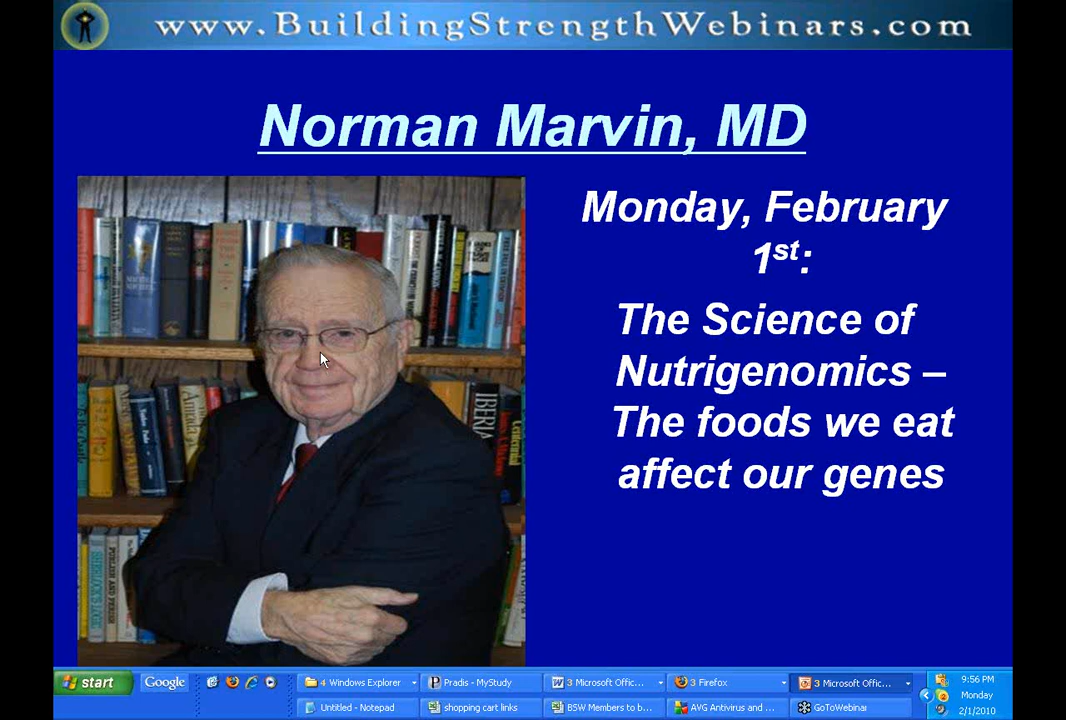 www.BuildingStrengthWebinars.com
Norman Marvin, MD
Monday, February
1st:
The Science of
Nutrigenomics –
The foods we eat
affect our genes
IBERIA
start
Google
4 Windows Explorer
Pradis - MyStudy
3 Microsoft Offic...
3 Firefox
3 Microsoft Offic...
9:56 PM
Untitled - Notepad
shopping cart links
BSW Members to b...
AVG Antivirus and ...
GoToWebinar
Monday
2/1/2010